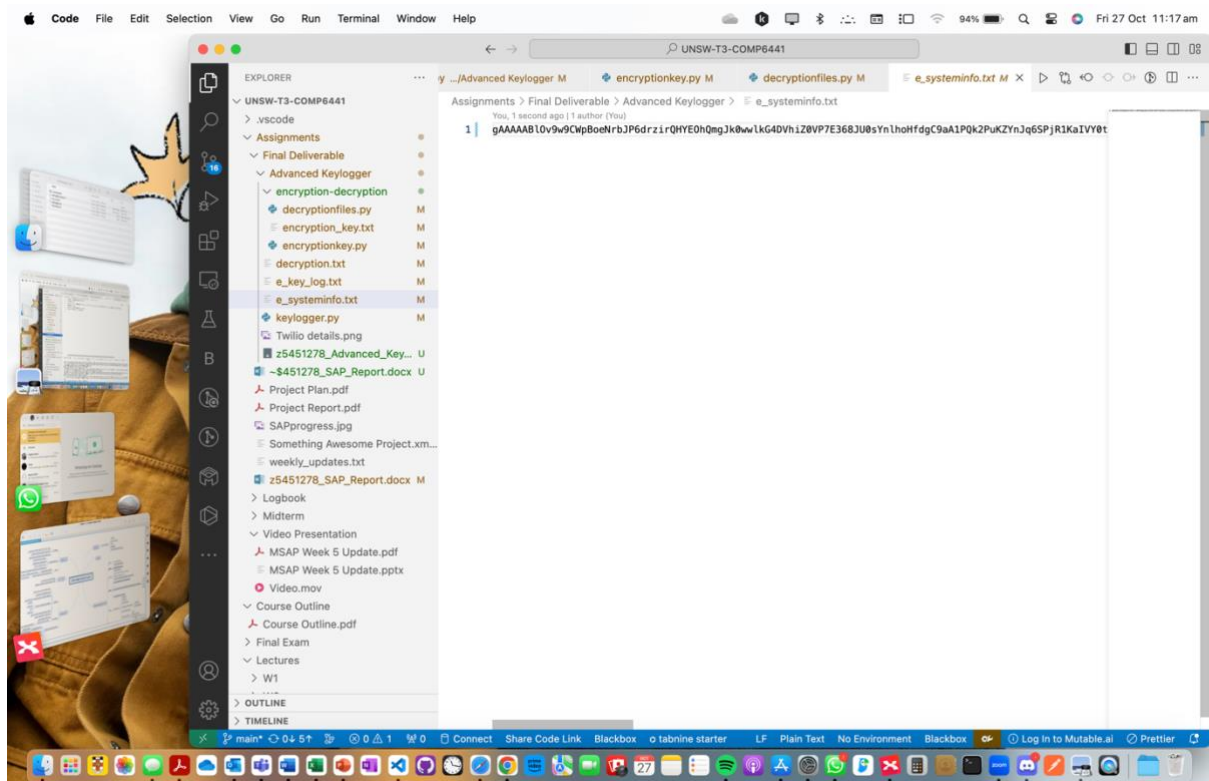 Code File Edit Selection View Go Run Terminal Window Help
94% Fri 27 Oct 11:17 am
UNSW-T3-COMP6441
EXPLORER
y .../Advanced Keylogger M encryptionkey.py M decryptionfiles.py M e_systeminfo.txt M
UNSW-T3-COMP6441
Assignments > Final Deliverable > Advanced Keylogger > e_systeminfo.txt
You, 1 second ago | 1 author (You)
1
.vscode
Assignments
Final Deliverable
Advanced Keylogger
encryption-decryption
decryptionfiles.py M
encryption_key.txt M
encryptionkey.py M
decryption.txt M
e_key_log.txt M
e_systeminfo.txt M
keylogger.py M
Twilio details.png
z5451278_Advanced_Key... U
~$451278_SAP_Report.docx U
Project Plan.pdf
Project Report.pdf
SAPprogress.jpg
Something Awesome Project.xm...
weekly_updates.txt
z5451278_SAP_Report.docx M
Logbook
Midterm
Video Presentation
MSAP Week 5 Update.pdf
MSAP Week 5 Update.pptx
Video.mov
Course Outline
Course Outline.pdf
Final Exam
Lectures
W1
OUTLINE
TIMELINE
16
main* 0↓ 5↑ 0 1 0 Connect Share Code Link Blackbox tabnine starter LF Plain Text No Environment Blackbox Log In to Mutable.ai Prettier